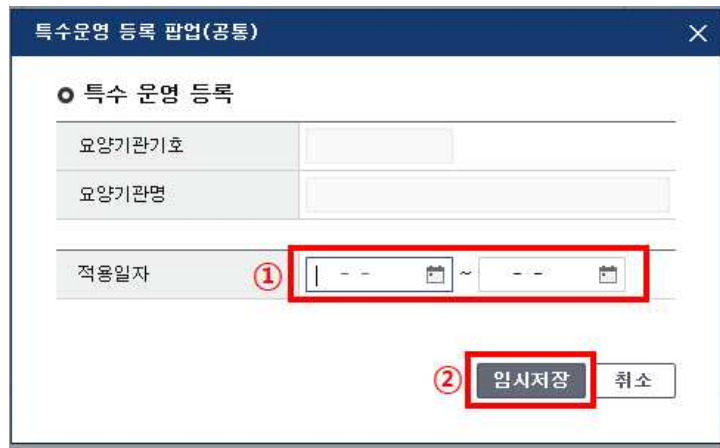 특수운영 등록 팝업(공통)
특수 운영 등록
요양기관기호
요양기관명
적용일자 ① - - ~ - -
② 임시저장 취소